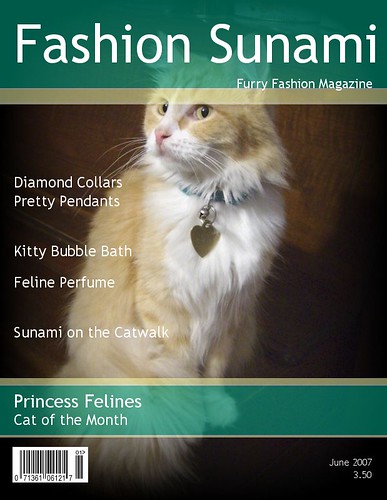 Fashion Sunami
Furry Fashion Magazine
Diamond Collars
Pretty Pendants
Kitty Bubble Bath
Feline Perfume
Sunami on the Catwalk
Princess Felines
Cat of the Month
01>
0 71361 06121 7
June 2007
3.50